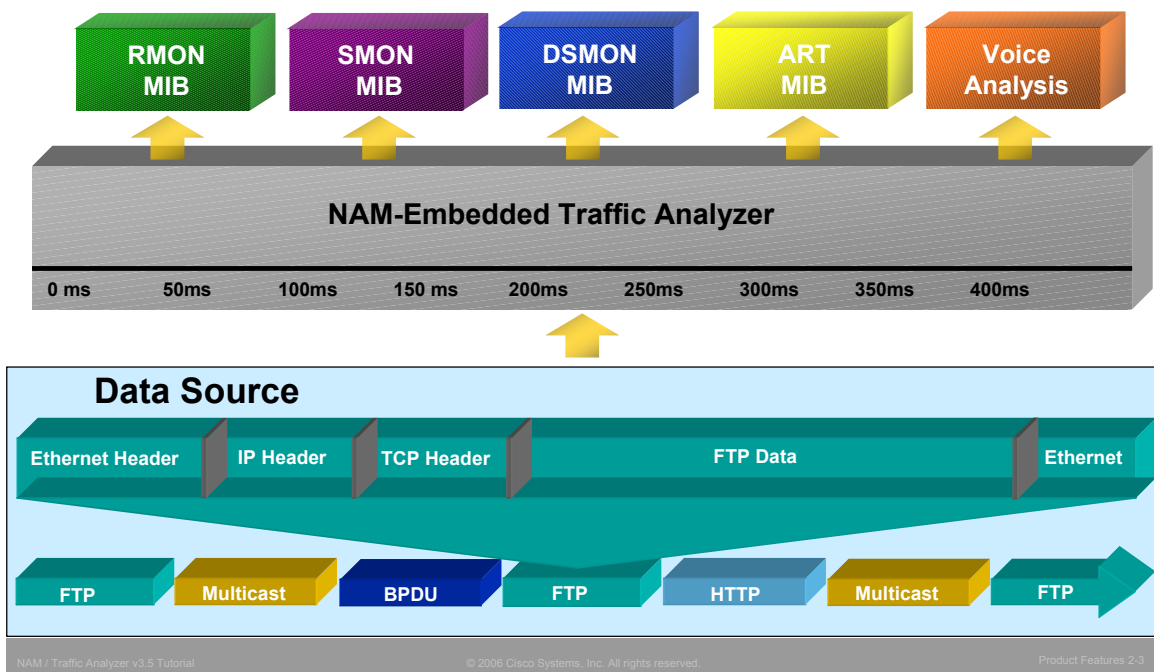 RMON
MIB
SMON
MIB
DSMON
MIB
ART
MIB
Voice
Analysis
NAM-Embedded Traffic Analyzer
0 ms 50ms 100ms 150 ms 200ms 250ms 300ms 350ms 400ms
Data Source
Ethernet Header IP Header TCP Header FTP Data Ethernet
FTP Multicast BPDU FTP HTTP Multicast FTP
NAM / Traffic Analyzer v3.5 Tutorial © 2006 Cisco Systems, Inc. All rights reserved. Product Features 2-3